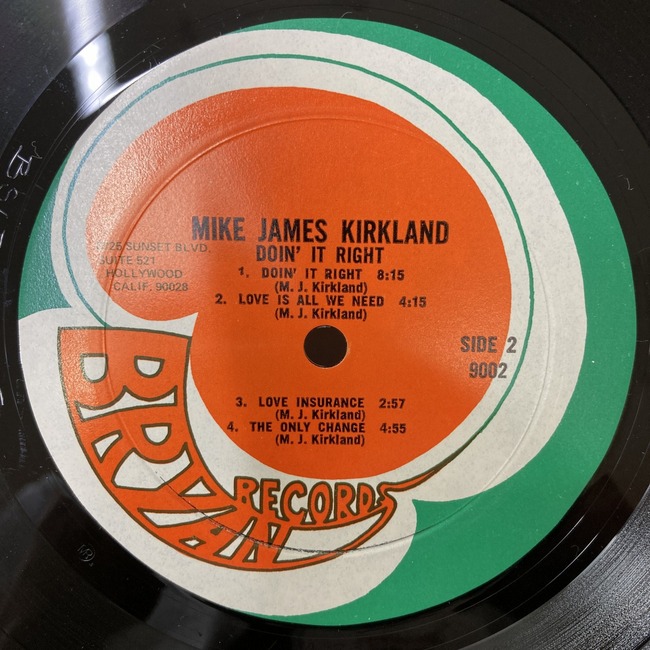 MIKE JAMES KIRKLAND
DOIN' IT RIGHT
SUNSET BLVD.
SUITE 521
HOLLYWOOD
CALIF. 90028
1. DOIN' IT RIGHT 8:15
(M. J. Kirkland)
2. LOVE IS ALL WE NEED 4:15
(M. J. Kirkland)
SIDE 2
9002
3. LOVE INSURANCE 2:57
(M. J. Kirkland)
4. THE ONLY CHANGE 4:55
(M. J. Kirkland)
BRYAN
RECORDS